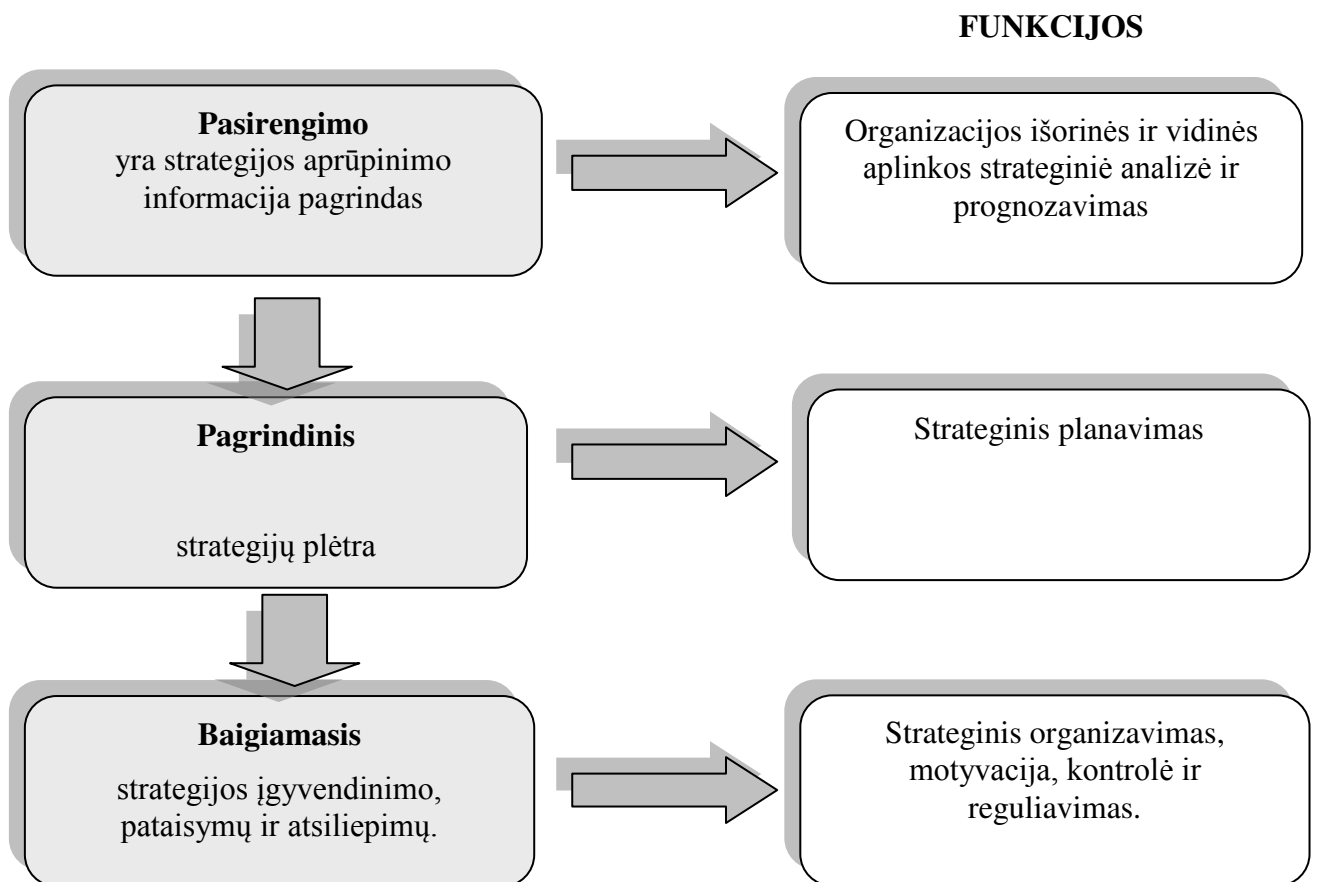 FUNKCIJOS
Pasirengimo
yra strategijos aprūpinimo
informacija pagrindas
Organizacijos išorinės ir vidinės
aplinkos strateginė analizė ir
prognozavimas
Pagrindinis
strategijų plėtra
Strateginis planavimas
Baigiamasis
strategijos įgyvendinimo,
pataisymų ir atsiliepimų.
Strateginis organizavimas,
motyvacija, kontrolė ir
reguliavimas.